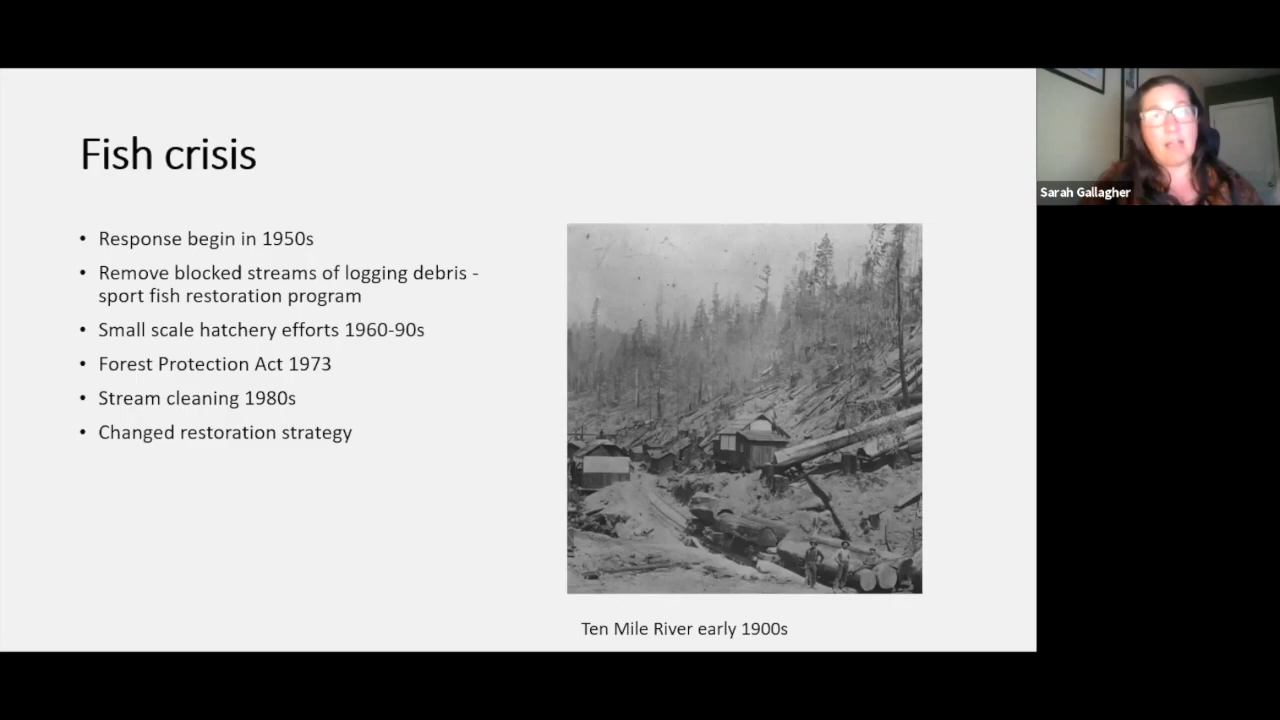 Fish crisis
• Response begin in 1950s
• Remove blocked streams of logging debris -
sport fish restoration program
• Small scale hatchery efforts 1960-90s
• Forest Protection Act 1973
• Stream cleaning 1980s
• Changed restoration strategy
Ten Mile River early 1900s
Sarah Gallagher